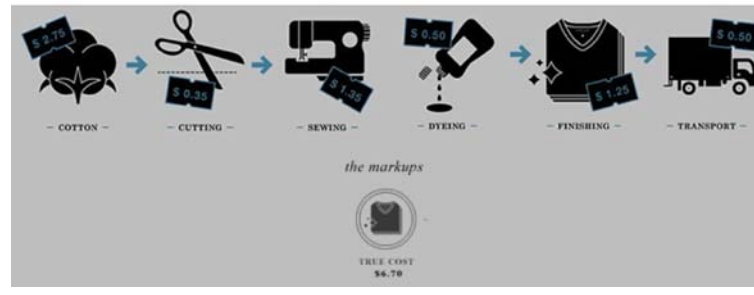 $ 2.75
$ 0.35
$ 1.35
$ 0.50
$ 1.25
$ 0.50
– COTTON –
– CUTTING –
– SEWING –
– DYEING –
– FINISHING –
– TRANSPORT –
the markups
TRUE COST
$6.70